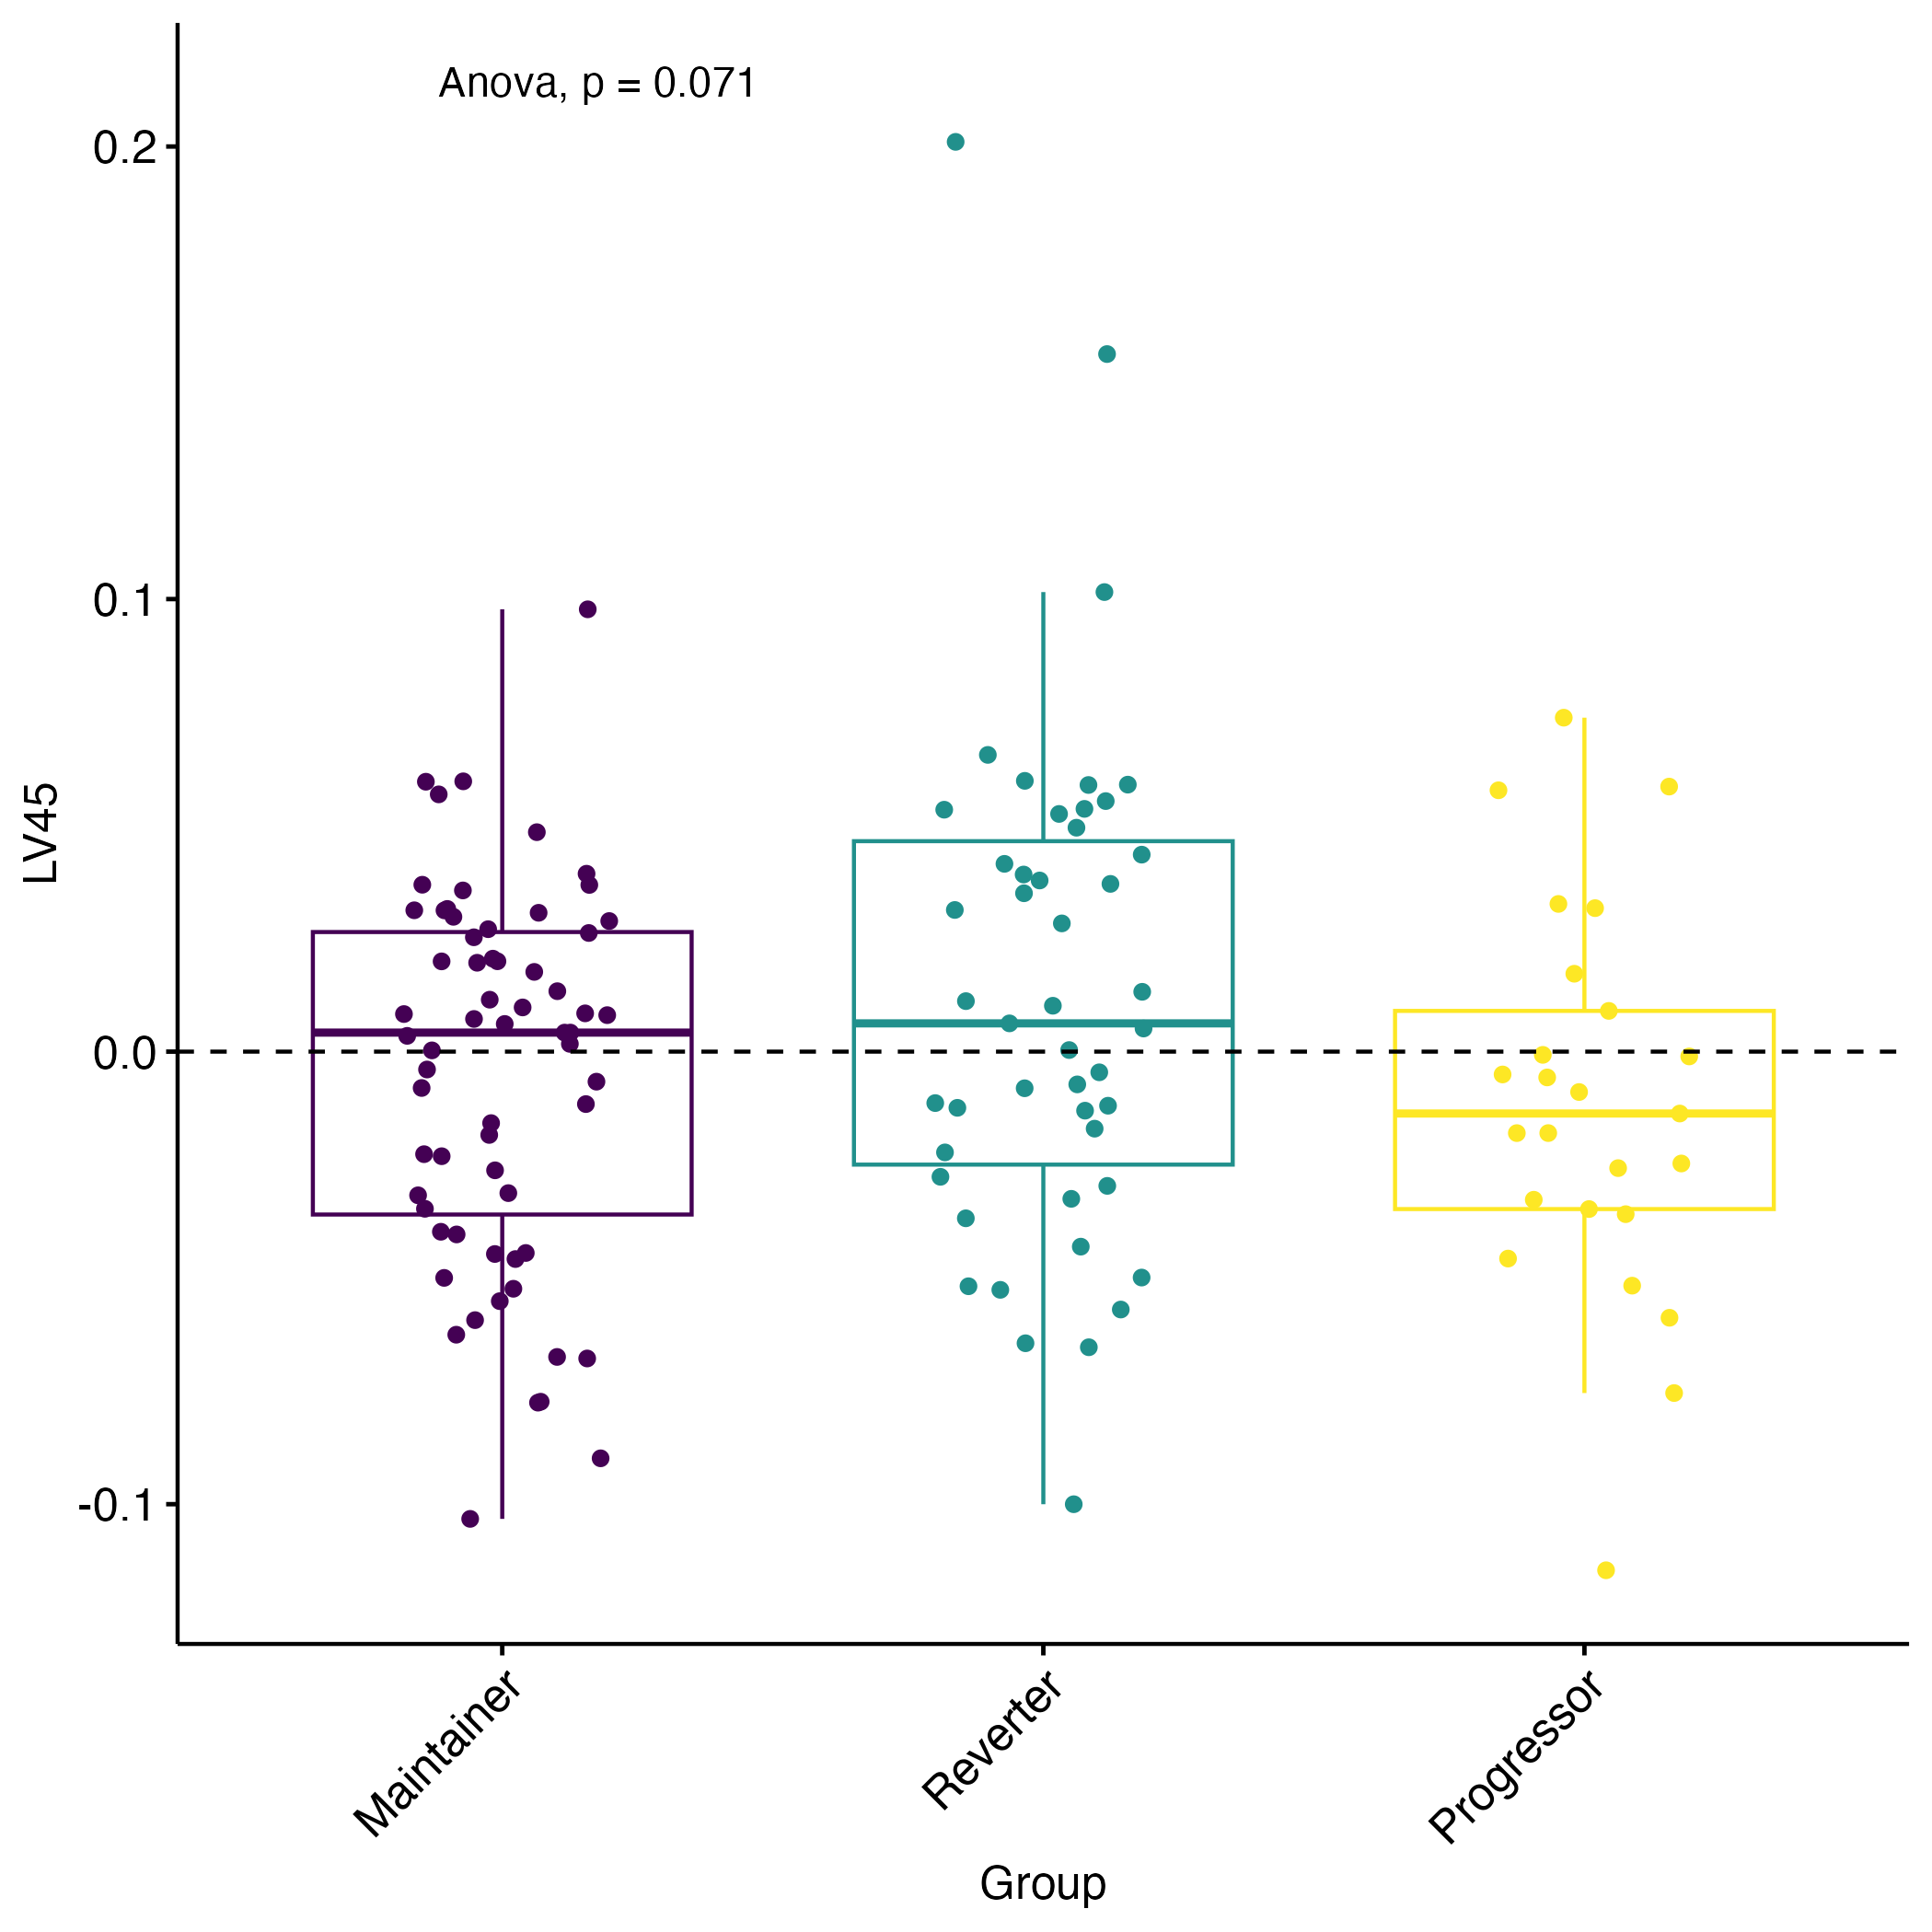 Anova, p = 0.071
0.2
0.1
0.0
-0.1
LV45
Maintainer
Reverter
Progressor
Group